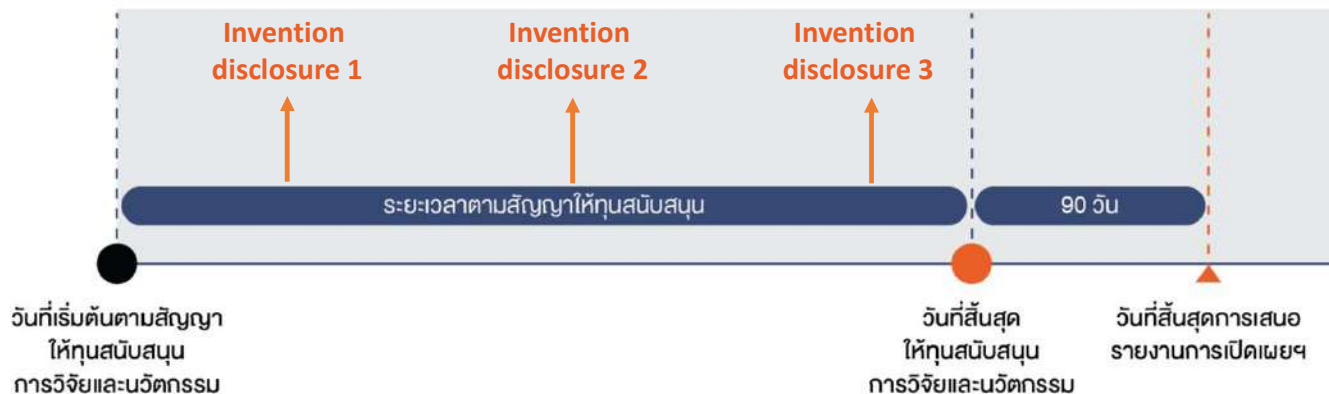 Invention
disclosure 1
Invention
disclosure 2
Invention
disclosure 3
ระยะเวลาตามสัญญาให้ทุนสนับสนุน
90 วัน
วันที่เริ่มต้นตามสัญญา
ให้ทุนสนับสนุน
การวิจัยและนวัตกรรม
วันที่สิ้นสุด
ให้ทุนสนับสนุน
การวิจัยและนวัตกรรม
วันที่สิ้นสุดการเสนอ
รายงานการเปิดเผยฯ